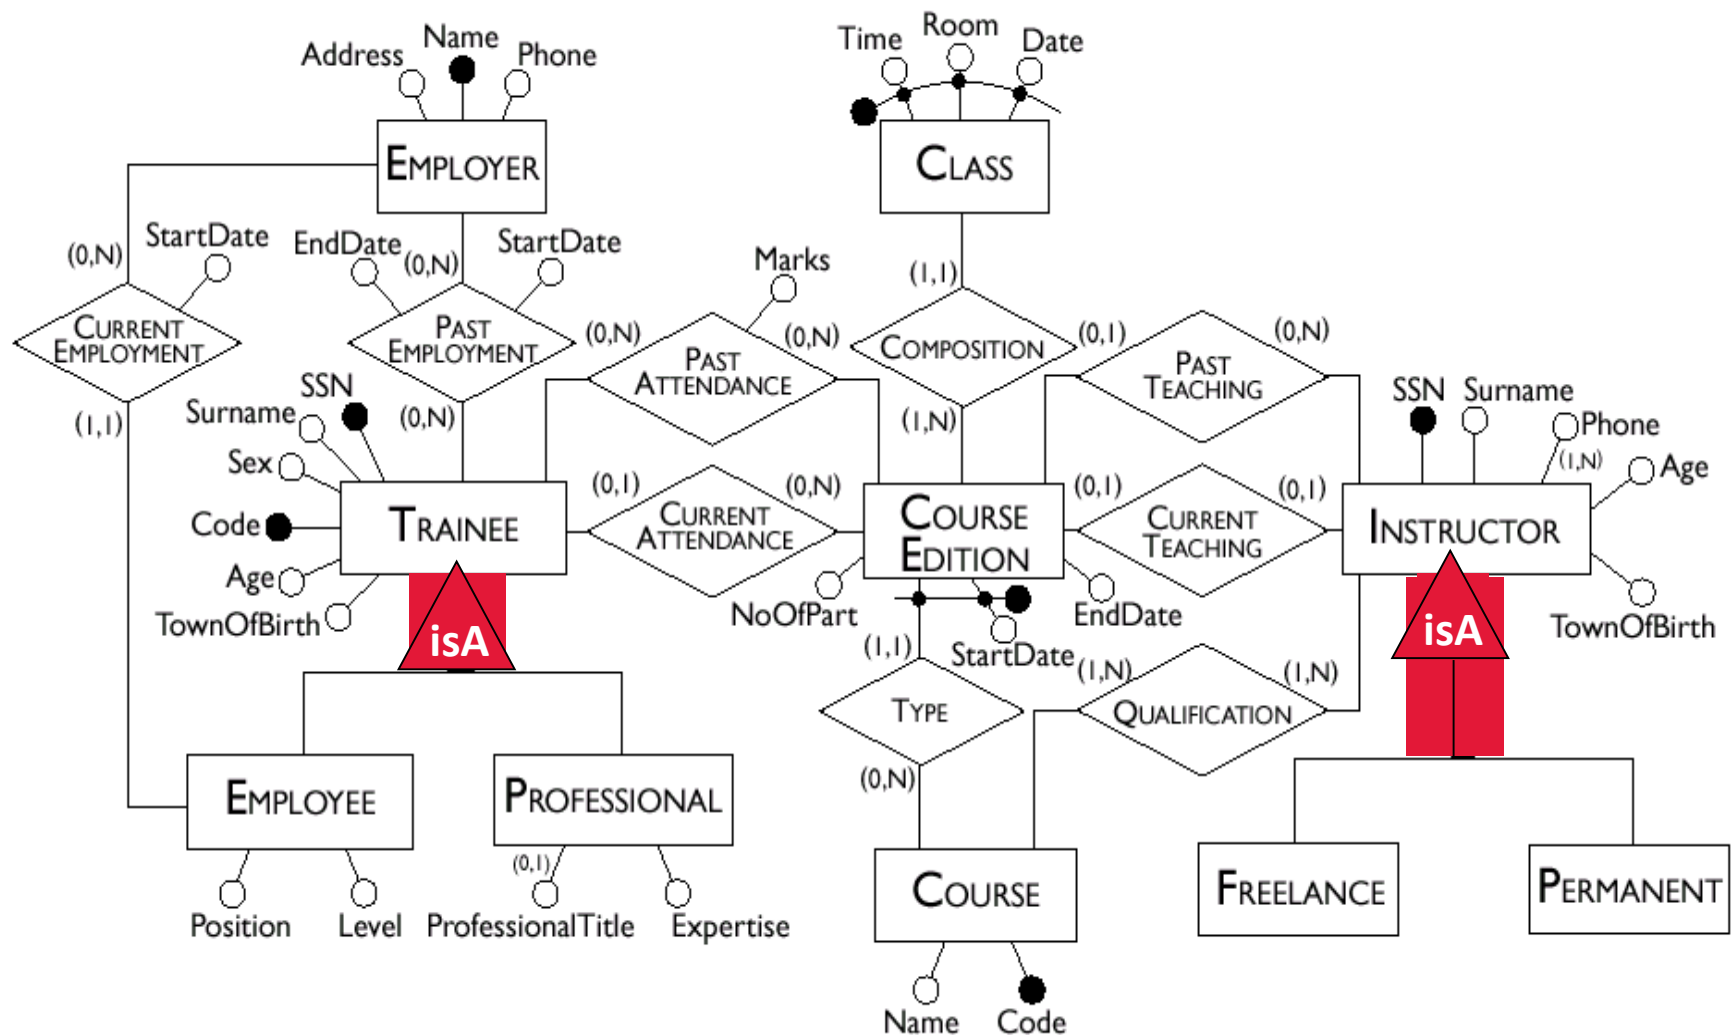 Name
Address
Phone
Time
Room
Date
EMPLOYER
CLASS
(0,N)
StartDate
EndDate
(0,N)
StartDate
Marks
(1,1)
CURRENT
EMPLOYMENT
PAST
EMPLOYMENT
(0,N)
PAST
ATTENDANCE
(0,N)
COMPOSITION
(0,1)
PAST
TEACHING
(0,N)
(1,1)
(0,N)
(1,N)
SSN
Surname
Sex
Code
Age
TownOfBirth
TRAINEE
(0,1)
CURRENT
ATTENDANCE
(0,N)
COURSE
EDITION
(0,1)
CURRENT
TEACHING
(0,1)
SSN
Surname
Phone
(1,N)
Age
INSTRUCTOR
TownOfBirth
NoOfPart
StartDate
EndDate
isA
isA
(1,1)
TYPE
(0,N)
(1,N)
QUALIFICATION
(1,N)
EMPLOYEE
PROFESSIONAL
(0,1)
Position
Level
ProfessionalTitle
Expertise
COURSE
FREELANCE
PERMANENT
Name
Code